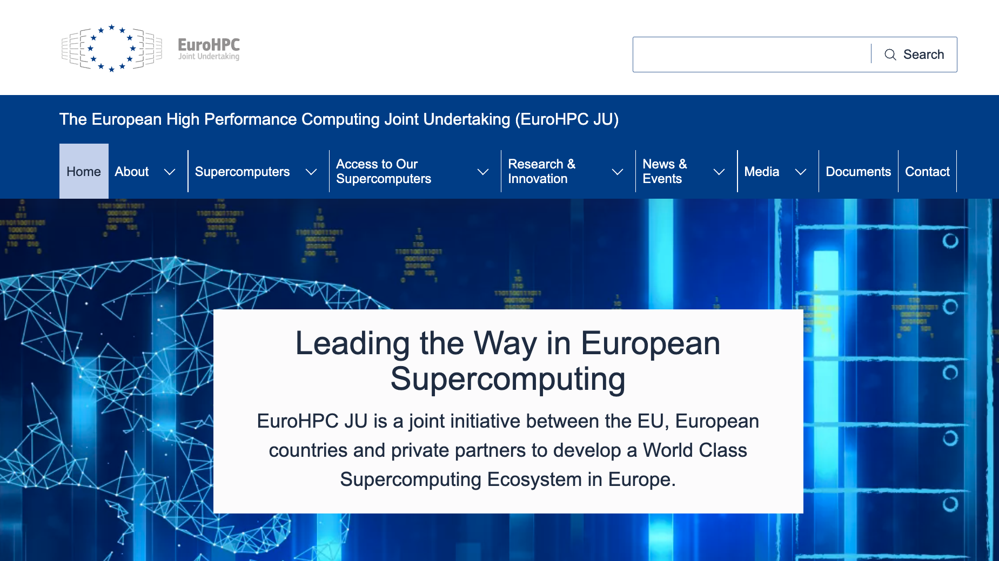 EuroHPC
Joint Undertaking
Search
The European High Performance Computing Joint Undertaking (EuroHPC JU)
Home
About
Supercomputers
Access to Our
Supercomputers
Research &
Innovation
News &
Events
Media
Documents
Contact
Leading the Way in European
Supercomputing
EuroHPC JU is a joint initiative between the EU, European
countries and private partners to develop a World Class
Supercomputing Ecosystem in Europe.